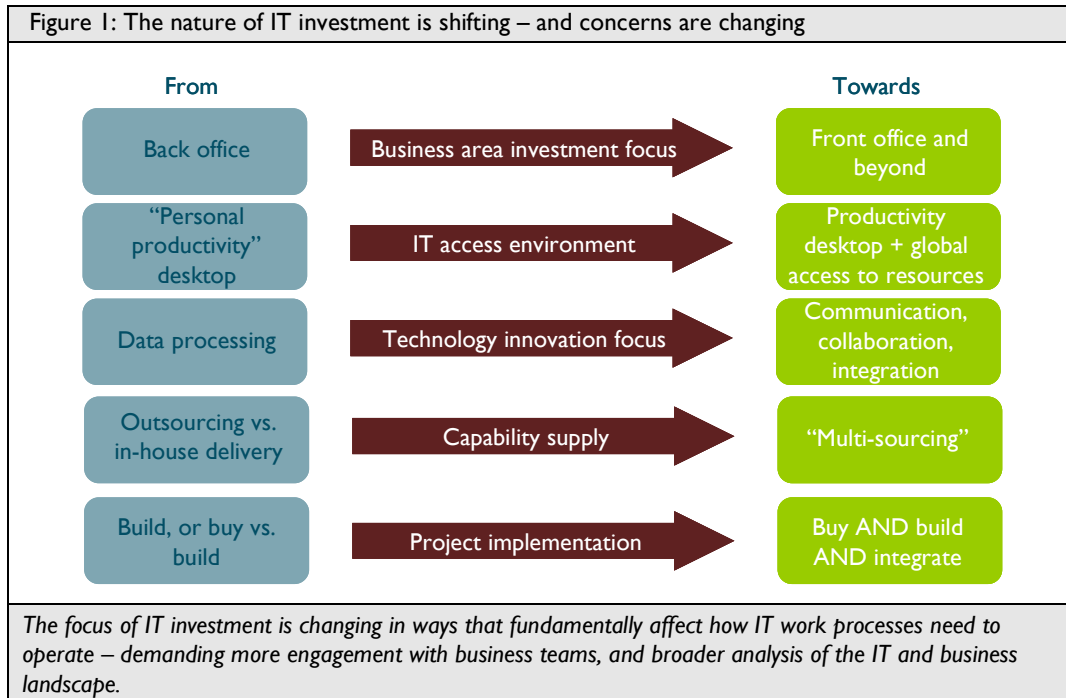 Figure 1: The nature of IT investment is shifting – and concerns are changing
From
Towards
Back office
Business area investment focus
Front office and
beyond
“Personal
productivity”
desktop
IT access environment
Productivity
desktop + global
access to resources
Data processing
Technology innovation focus
Communication,
collaboration,
integration
Outsourcing vs.
in-house delivery
Capability supply
“Multi-sourcing”
Build, or buy vs.
build
Project implementation
Buy AND build
AND integrate
The focus of IT investment is changing in ways that fundamentally affect how IT work processes need to
operate – demanding more engagement with business teams, and broader analysis of the IT and business
landscape.